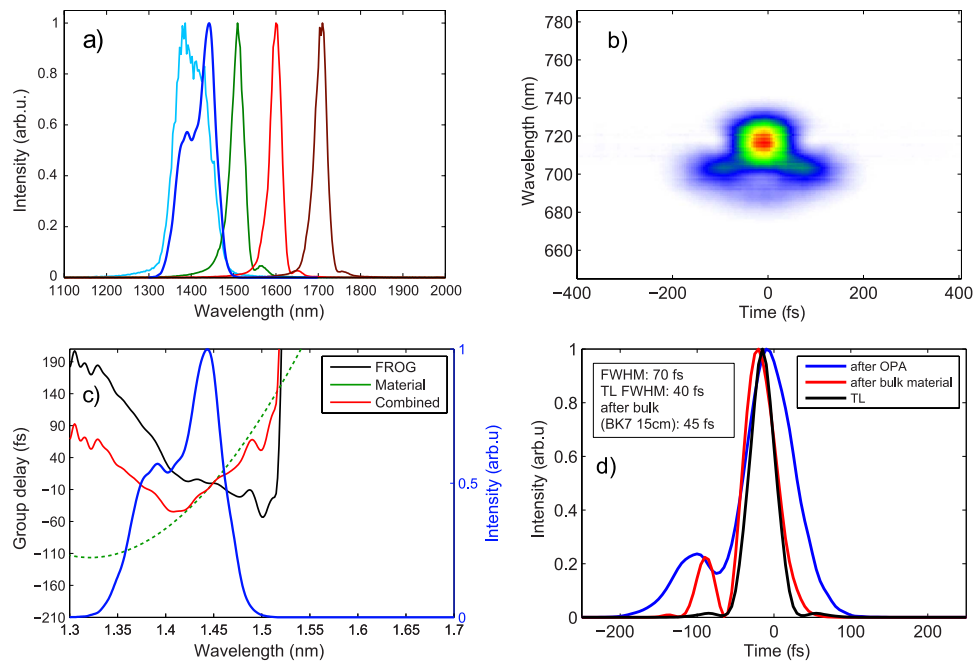 a)
Intensity (arb.u.)
1
0.8
0.6
0.4
0.2
0
1100 1200 1300 1400 1500 1600 1700 1800 1900 2000
Wavelength (nm)
b)
Wavelength (nm)
780
760
740
720
700
680
660
−400 −200 0 200 400
Time (fs)
c)
Group delay (fs)
190
140
90
40
−10
−60
−110
−160
−210
FROG
Material
Combined
1
0.5
0
Intensity (arb.u)
1.3 1.35 1.4 1.45 1.5 1.55 1.6 1.65 1.7
Wavelength (nm)
d)
Intensity (arb.u)
1
0.8
0.6
0.4
0.2
0
FWHM: 70 fs
TL FWHM: 40 fs
after bulk
(BK7 15cm): 45 fs
after OPA
after bulk material
TL
−200 −100 0 100 200
Time (fs)